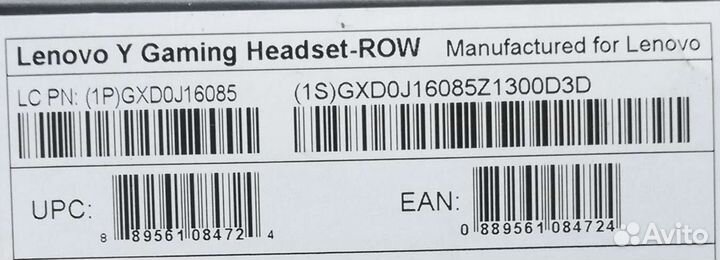 Lenovo Y Gaming Headset-ROW Manufactured for Lenovo
LC PN: (1P)GXD0J16085 (1S)GXD0J16085Z1300D3D
UPC: 8 89561 08472 4 EAN: 0 889561 084724
Avito